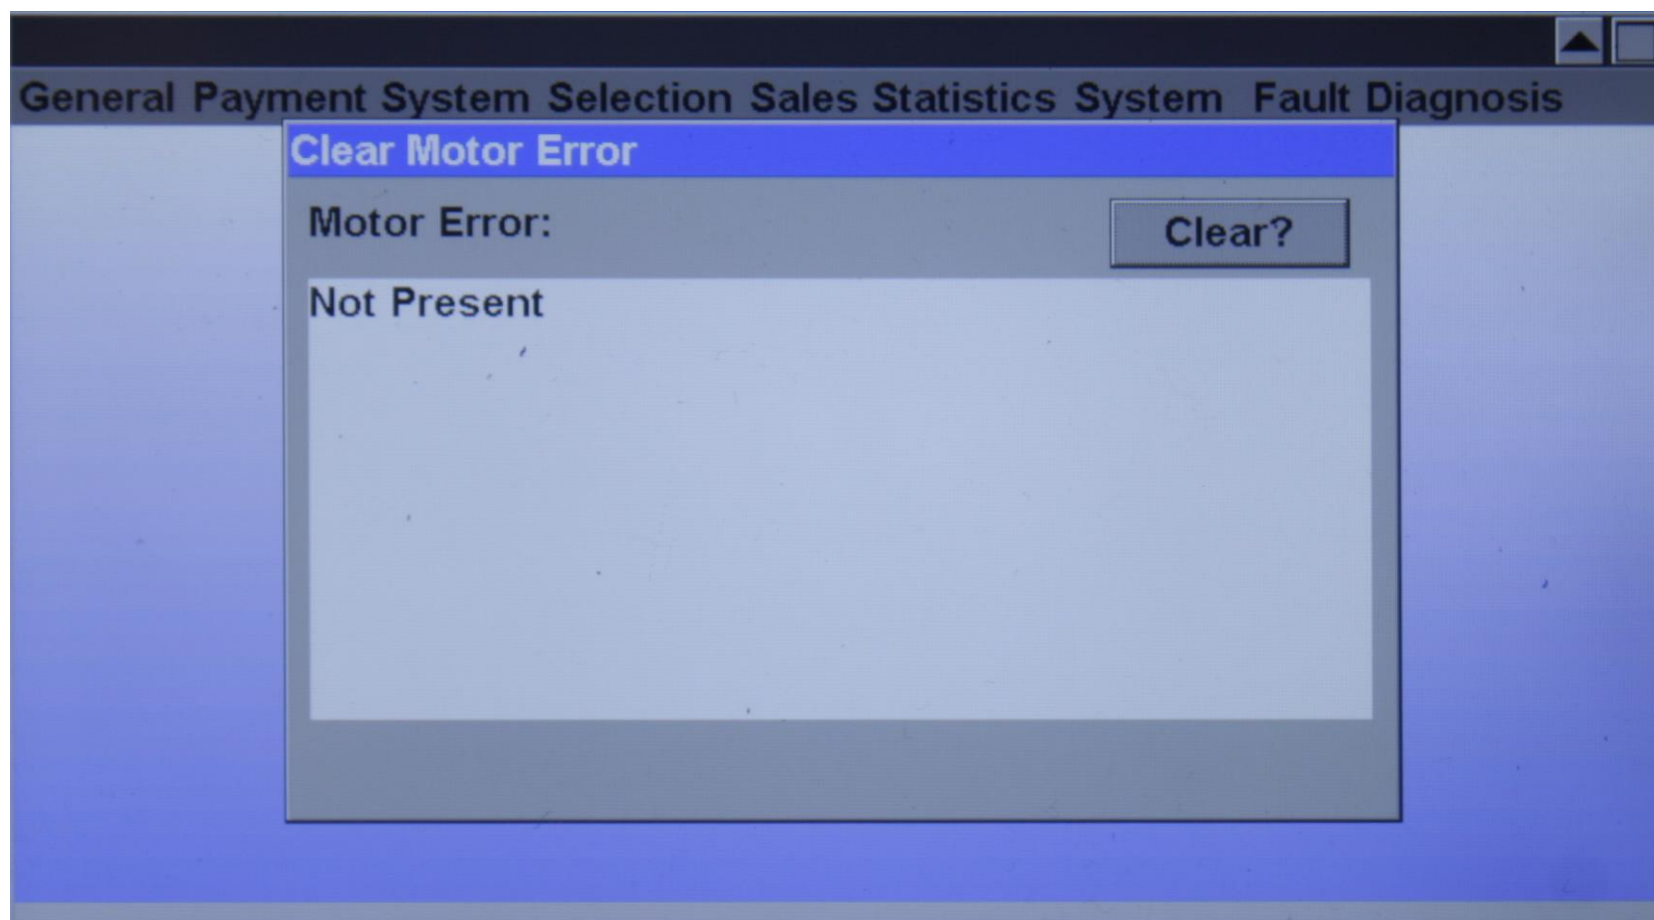 General Payment System Selection Sales Statistics System Fault Diagnosis
Clear Motor Error
Motor Error:
Clear?
Not Present